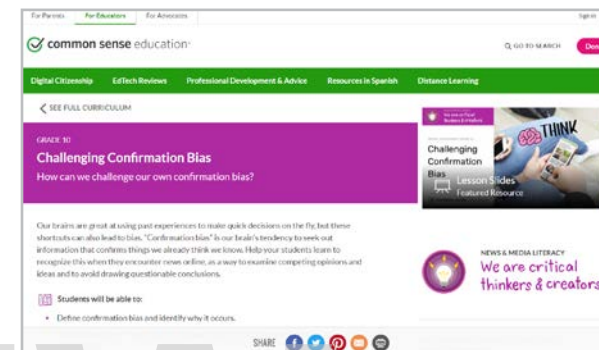 For Parents For Educators For Advocates Sign in
common sense education
GO TO SEARCH
Digital Citizenship EdTech Reviews Professional Development & Advice Resources in Spanish Distance Learning
SEE FULL CURRICULUM
GRADE 10
Challenging Confirmation Bias
How can we challenge our own confirmation bias?
Challenging
Confirmation
Bias
THINK
Lesson Slides
Featured Resource
Our brains are great at using past experiences to make quick decisions on the fly, but these
shortcuts can also lead to bias. "Confirmation bias" is our brain's tendency to seek out
information that confirms things we already think we know. Help your students learn to
recognize this when they encounter news online, as a way to examine competing opinions and
ideas and to avoid drawing questionable conclusions.
Students will be able to:
• Define confirmation bias and identify why it occurs.
NEWS & MEDIA LITERACY
We are critical
thinkers & creators
SHARE